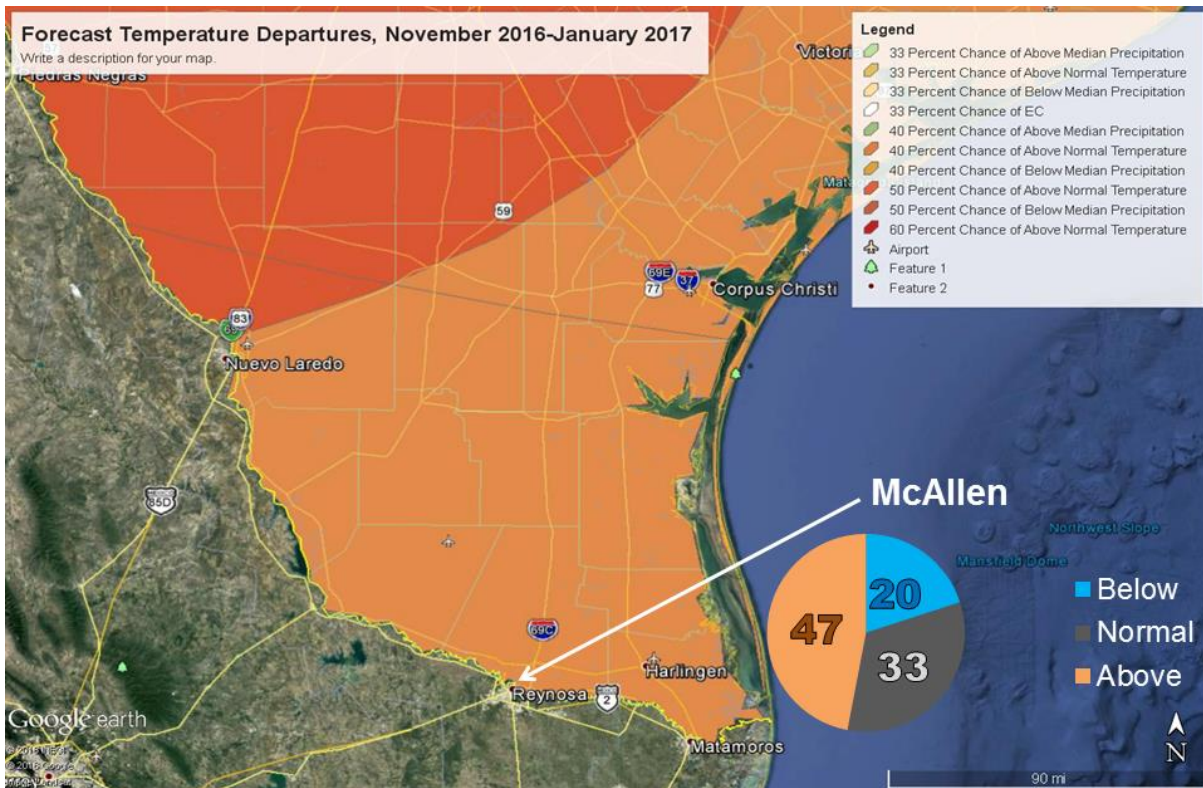 Forecast Temperature Departures, November 2016-January 2017
Write a description for your map.
Piedras Negras
Victoria
Legend
33 Percent Chance of Above Median Precipitation
33 Percent Chance of Above Normal Temperature
33 Percent Chance of Below Median Precipitation
33 Percent Chance of EC
40 Percent Chance of Above Median Precipitation
40 Percent Chance of Above Normal Temperature
40 Percent Chance of Below Median Precipitation
50 Percent Chance of Above Normal Temperature
50 Percent Chance of Below Median Precipitation
60 Percent Chance of Above Normal Temperature
Airport
Feature 1
Feature 2
59
69E
37
77
Corpus Christi
83
Nuevo Laredo
85D
McAllen
Northwest Slope
Mansfield Dome
20
47
33
Below
Normal
Above
69C
Harlingen
Reynosa
2
Matamoros
Google earth
© 2016 INEGI
© 2016 Google
N
90 mi